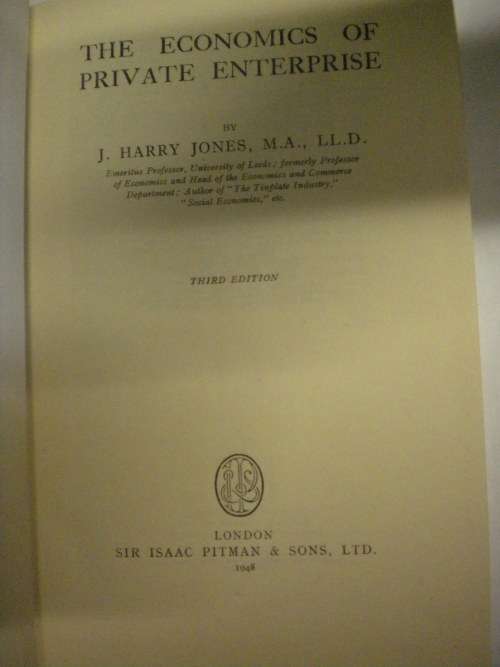 THE ECONOMICS OF
PRIVATE ENTERPRISE
BY
J. HARRY JONES, M.A., LL.D.
Emeritus Professor, University of Leeds; formerly Professor
of Economics and Head of the Economics and Commerce
Department; Author of "The Tinplate Industry,"
"Social Economics," etc.
THIRD EDITION
LONDON
SIR ISAAC PITMAN & SONS, LTD.
1948